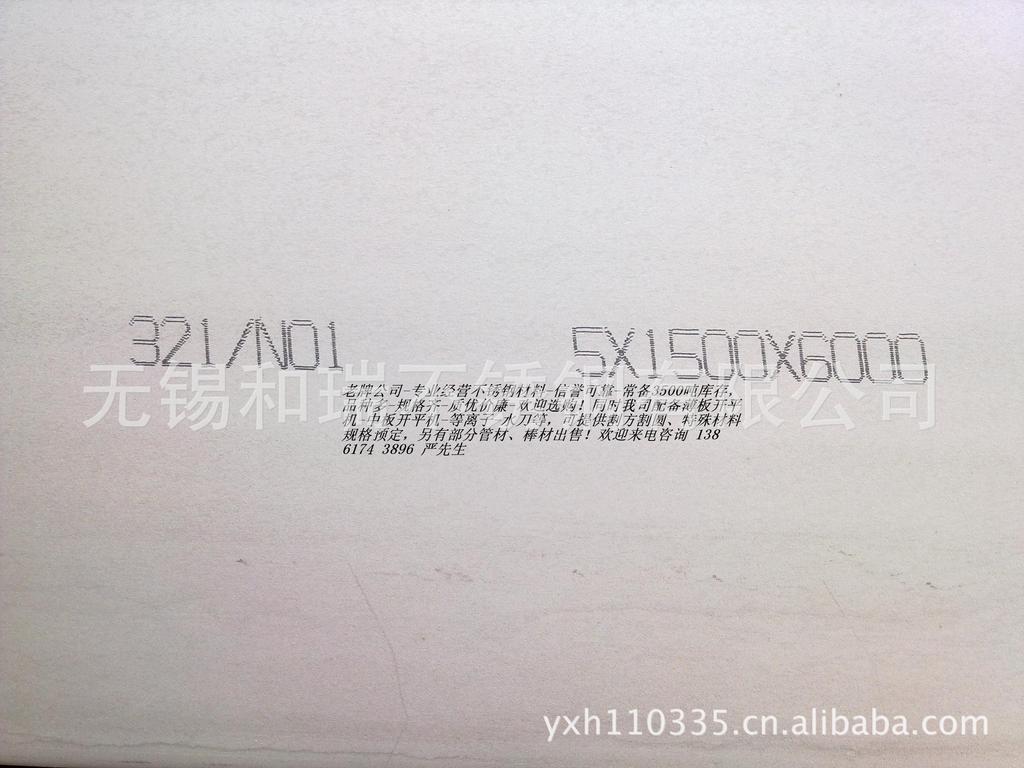 321/NO1 5X1500X6000
无锡和瑞不锈钢有限公司
老牌公司-专业经营不锈钢材料-信誉可靠-常备3500吨库存,
品种多-规格齐-质优价廉-欢迎选购!同时我司配备薄板开平
机-中板开平机-等离子-水刀等,可提供割方割圆、特殊材料
规格预定,另有部分管材、棒材出售!欢迎来电咨询 138
6174 3896 严先生
yxh110335.cn.alibaba.com